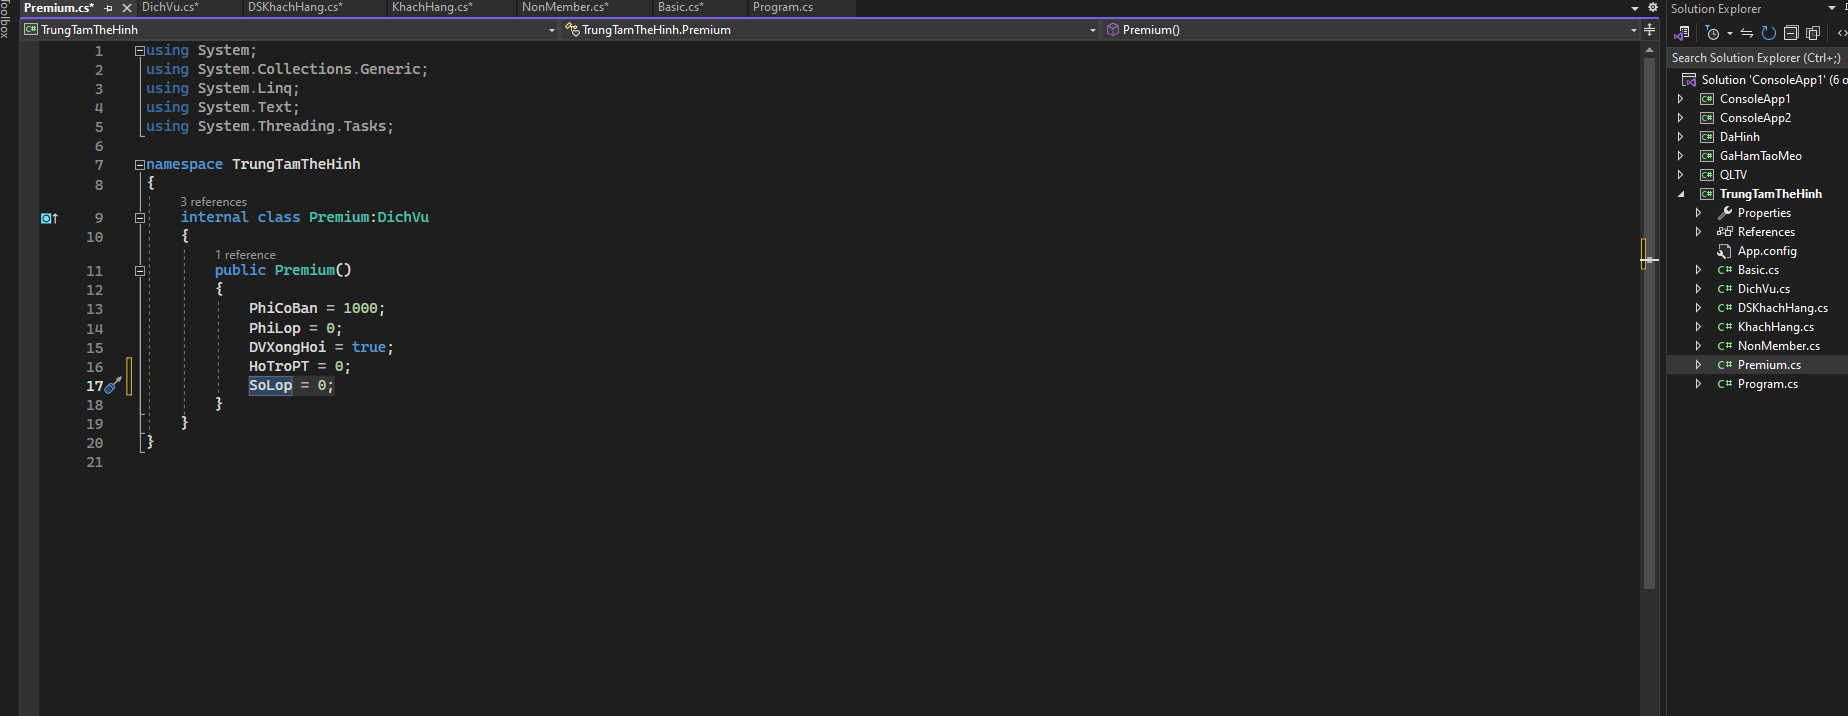 Toolbox
Premium.cs* DichVu.cs* DSKhachHang.cs* KhachHang.cs* NonMember.cs* Basic.cs* Program.cs
TrungTamTheHinh TrungTamTheHinh.Premium Premium()
1 using System;
2 using System.Collections.Generic;
3 using System.Linq;
4 using System.Text;
5 using System.Threading.Tasks;
6
7 namespace TrungTamTheHinh
8 {
3 references
9 internal class Premium:DichVu
10 {
1 reference
11 public Premium()
12 {
13 PhiCoBan = 1000;
14 PhiLop = 0;
15 DVXongHoi = true;
16 HoTroPT = 0;
17 SoLop = 0;
18 }
19 }
20 }
21
Solution Explorer
Search Solution Explorer (Ctrl+;)
Solution 'ConsoleApp1' (6 o
C# ConsoleApp1
C# ConsoleApp2
C# DaHinh
C# GaHamTaoMeo
C# QLTV
C# TrungTamTheHinh
Properties
References
App.config
C# Basic.cs
C# DichVu.cs
C# DSKhachHang.cs
C# KhachHang.cs
C# NonMember.cs
C# Premium.cs
C# Program.cs